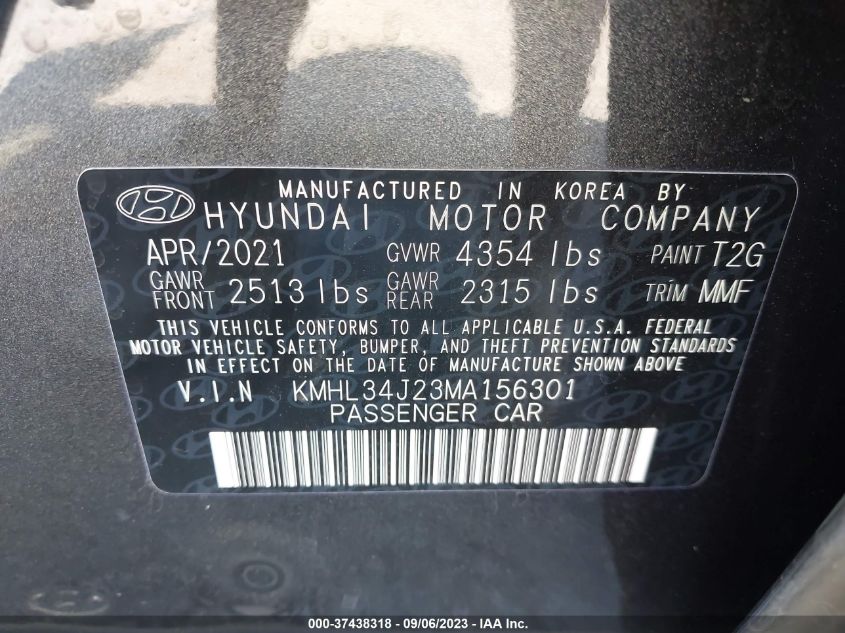 MANUFACTURED IN KOREA BY
HYUNDAI MOTOR COMPANY
APR/2021 GVWR 4354 lbs PAINT T2G
GAWR FRONT 2513 lbs GAWR REAR 2315 lbs TRIM MMF
THIS VEHICLE CONFORMS TO ALL APPLICABLE U.S.A. FEDERAL
MOTOR VEHICLE SAFETY, BUMPER, AND THEFT PREVENTION STANDARDS
IN EFFECT ON THE DATE OF MANUFACTURE SHOWN ABOVE
V.I.N KMHL34J23MA156301
PASSENGER CAR
000-37438318 - 09/06/2023 - IAA Inc.